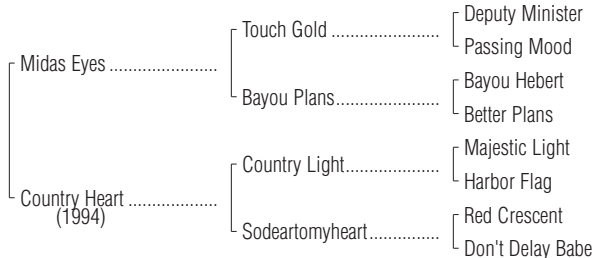 Deputy Minister
Touch Gold ......................
Passing Mood
Midas Eyes ......................
Bayou Hebert
Bayou Plans.....................
Better Plans
Majestic Light
Country Light...................
Harbor Flag
Country Heart ..................
(1994)
Red Crescent
Sodeartomyheart..............
Don't Delay Babe